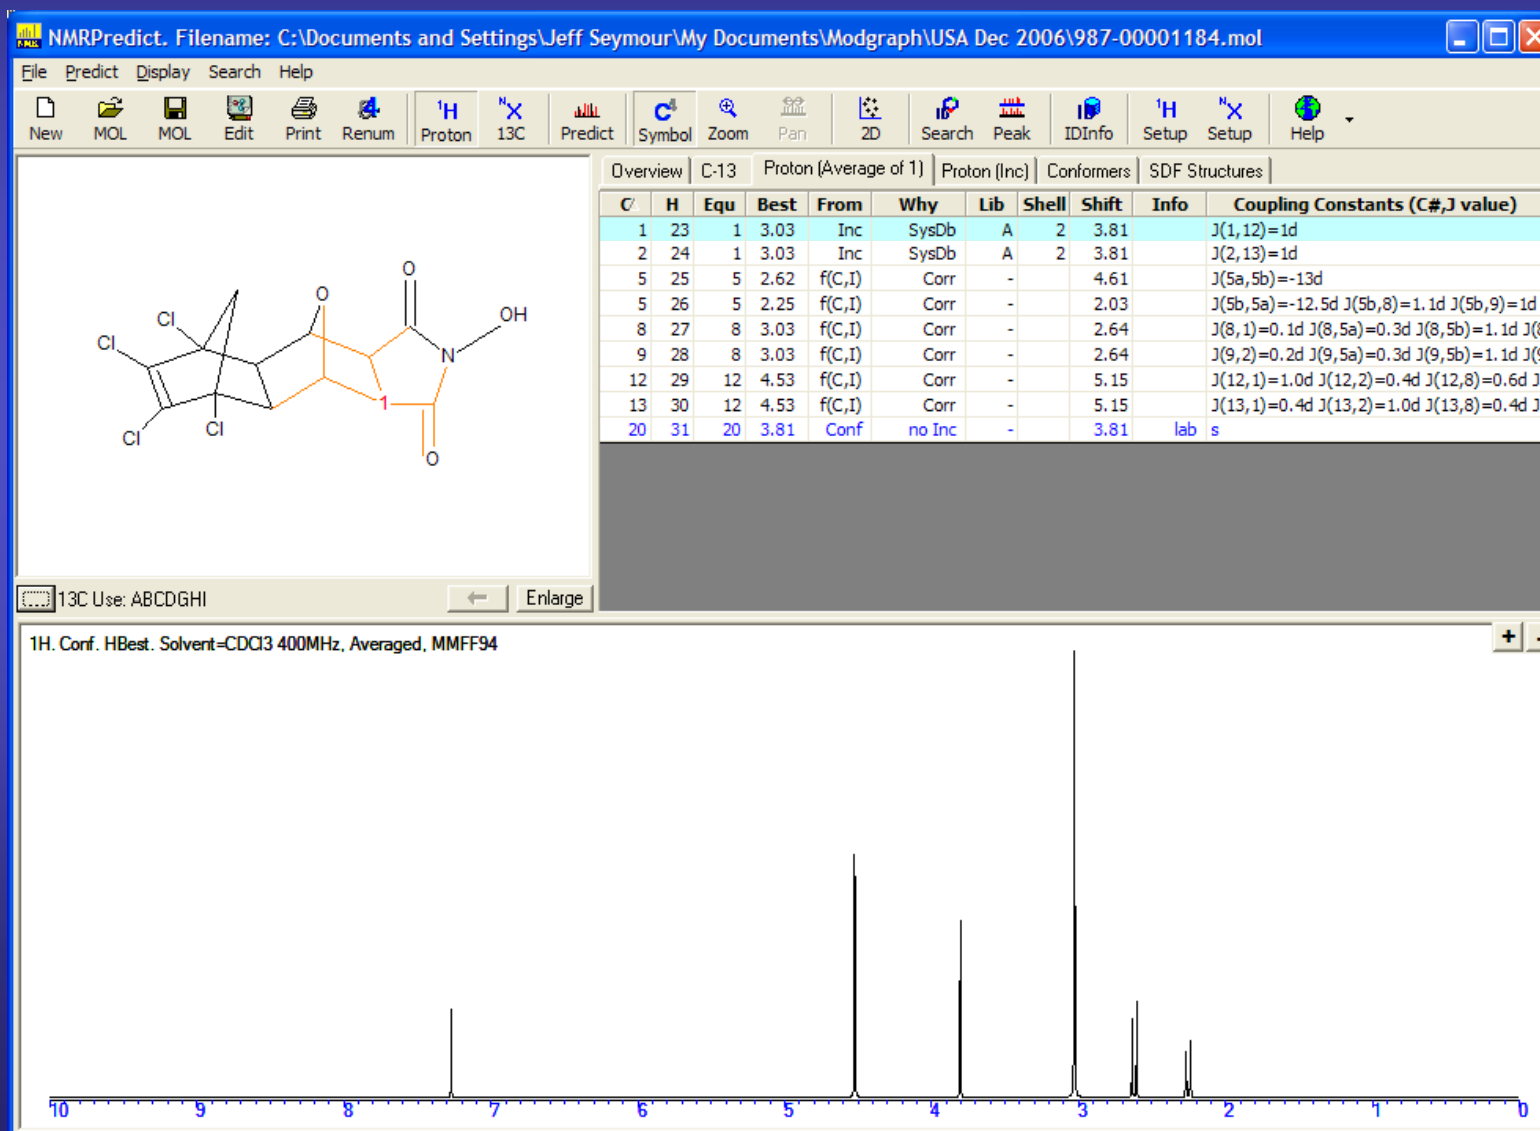 NMRPredict. Filename: C:\Documents and Settings\Jeff Seymour\My Documents\Modgraph\USA Dec 2006\987-00001184.mol
File Predict Display Search Help
New MOL MOL Edit Print Renum Proton 13C Predict Symbol Zoom Pan 2D Search Peak IDInfo Setup Setup Help
Overview C-13 Proton (Average of 1) Proton (Inc) Conformers SDF Structures
C H Equ Best From Why Lib Shell Shift Info Coupling Constants (C#,J value)
1 23 1 3.03 Inc SysDb A 2 3.81 J(1,12)=1d
2 24 1 3.03 Inc SysDb A 2 3.81 J(2,13)=1d
5 25 5 2.62 f(C,I) Corr - 4.61 J(5a,5b)=-13d
5 26 5 2.25 f(C,I) Corr - 2.03 J(5b,5a)=-12.5d J(5b,8)=1.1d J(5b,9)=1d
8 27 8 3.03 f(C,I) Corr - 2.64 J(8,1)=0.1d J(8,5a)=0.3d J(8,5b)=1.1d
9 28 8 3.03 f(C,I) Corr - 2.64 J(9,2)=0.2d J(9,5a)=0.3d J(9,5b)=1.1d
12 29 12 4.53 f(C,I) Corr - 5.15 J(12,1)=1.0d J(12,2)=0.4d J(12,8)=0.6d J
13 30 12 4.53 f(C,I) Corr - 5.15 J(13,1)=0.4d J(13,2)=1.0d J(13,8)=0.4d J
20 31 20 3.81 Conf no Inc - 3.81 lab s
O
O
Cl
OH
Cl
N
1
Cl
Cl
O
13C Use: ABCDGHI
Enlarge
1H. Conf. HBest. Solvent=CDCl3 400MHz, Averaged, MMFF94
10 9 8 7 6 5 4 3 2 1 0